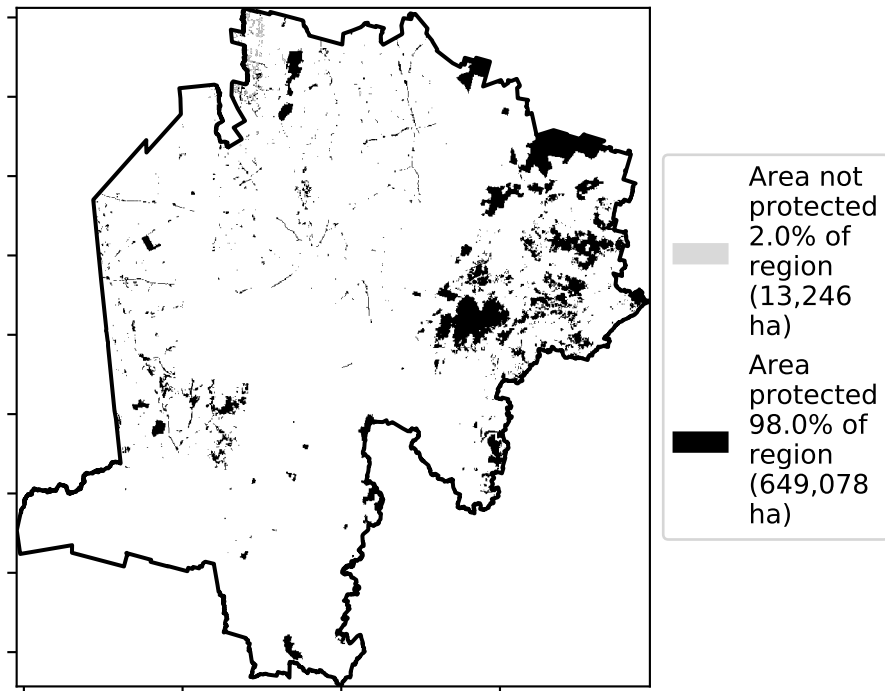 Area not
protected
2.0% of
region
(13,246
ha)
Area
protected
98.0% of
region
(649,078
ha)